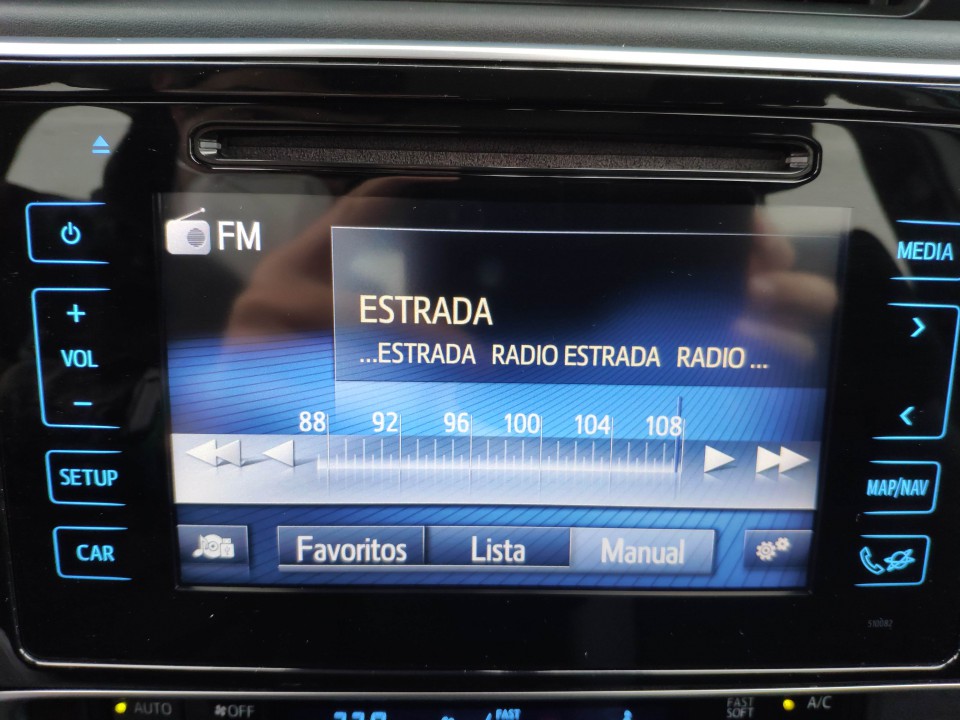 FM
MEDIA
ESTRADA
...ESTRADA RADIO ESTRADA RADIO ...
+
VOL
-
88 92 96 100 104 108
SETUP
MAP/NAV
CAR
Favoritos Lista Manual
510082
AUTO
OFF
FAST
FAST
SOFT
A/C